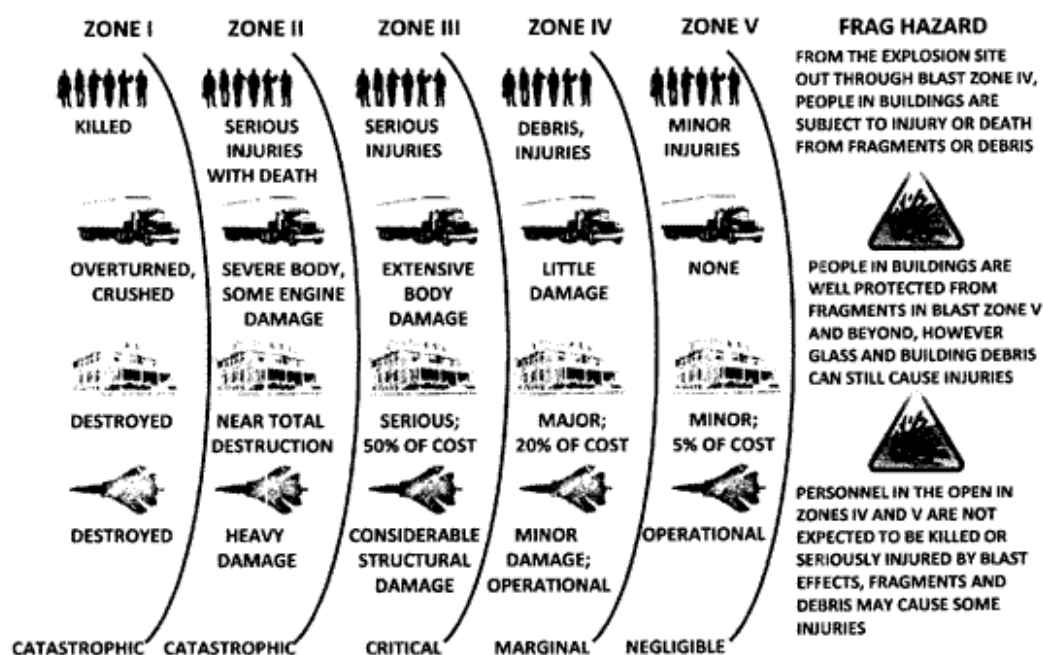 ZONE I
KILLED
OVERTURNED,
CRUSHED
DESTROYED
DESTROYED
CATASTROPHIC
ZONE II
SERIOUS
INJURIES
WITH DEATH
SEVERE BODY,
SOME ENGINE
DAMAGE
NEAR TOTAL
DESTRUCTION
HEAVY
DAMAGE
CATASTROPHIC
ZONE III
SERIOUS
INJURIES
EXTENSIVE
BODY
DAMAGE
SERIOUS;
50% OF COST
CONSIDERABLE
STRUCTURAL
DAMAGE
CRITICAL
ZONE IV
DEBRIS,
INJURIES
LITTLE
DAMAGE
MAJOR;
20% OF COST
MINOR
DAMAGE;
OPERATIONAL
MARGINAL
ZONE V
MINOR
INJURIES
NONE
MINOR;
5% OF COST
OPERATIONAL
NEGLIGIBLE
FRAG HAZARD
FROM THE EXPLOSION SITE
OUT THROUGH BLAST ZONE IV,
PEOPLE IN BUILDINGS ARE
SUBJECT TO INJURY OR DEATH
FROM FRAGMENTS OR DEBRIS
PEOPLE IN BUILDINGS ARE
WELL PROTECTED FROM
FRAGMENTS IN BLAST ZONE V
AND BEYOND, HOWEVER
GLASS AND BUILDING DEBRIS
CAN STILL CAUSE INJURIES
PERSONNEL IN THE OPEN IN
ZONES IV AND V ARE NOT
EXPECTED TO BE KILLED OR
SERIOUSLY INJURED BY BLAST
EFFECTS, FRAGMENTS AND
DEBRIS MAY CAUSE SOME
INJURIES